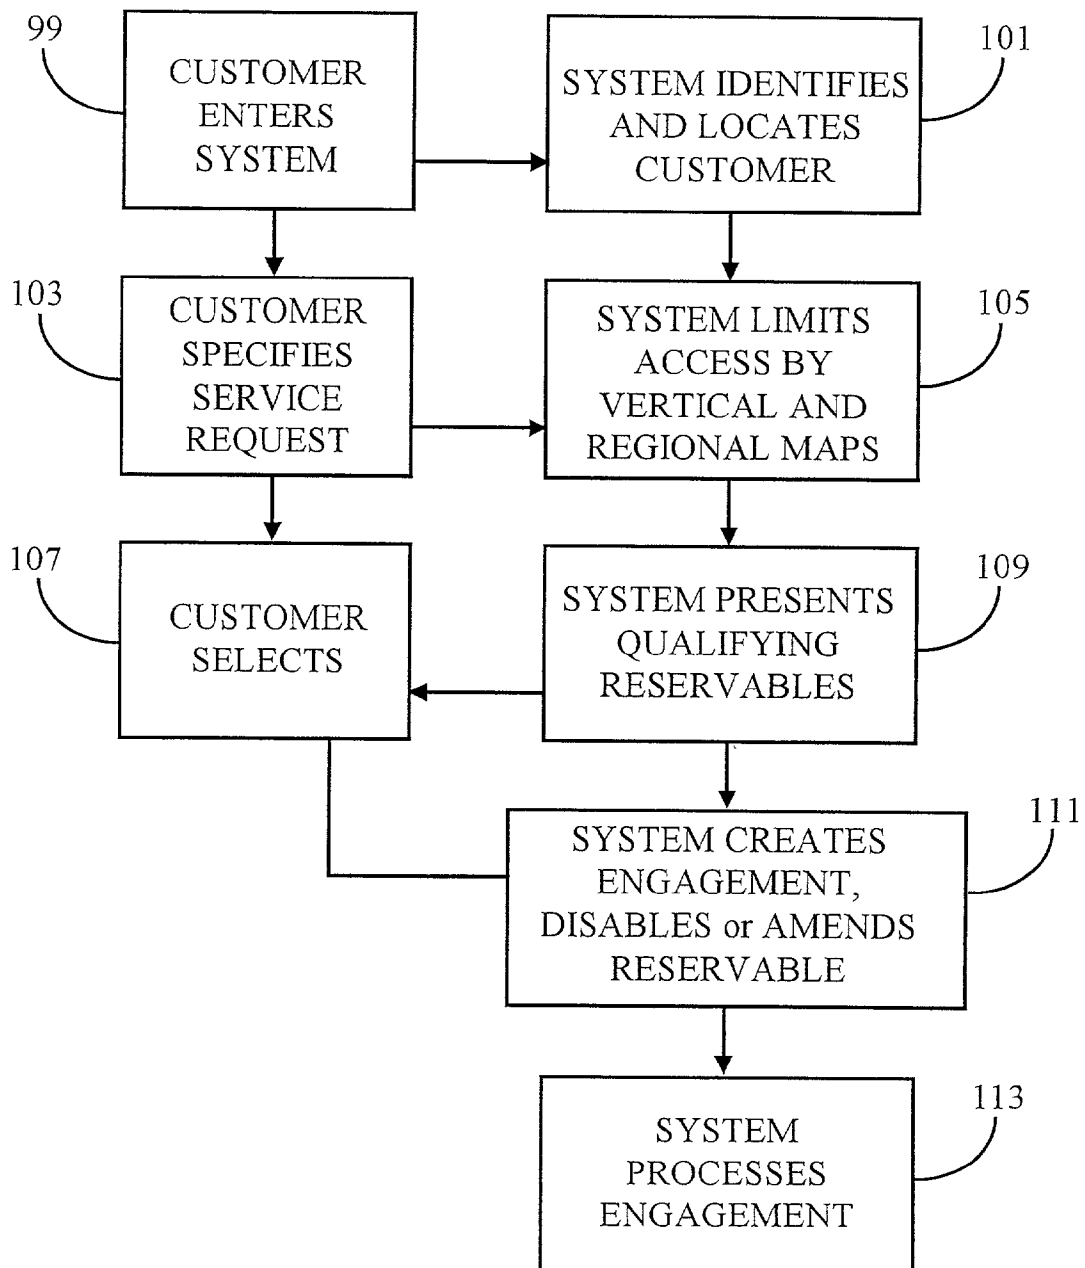 99
CUSTOMER
ENTERS
SYSTEM
101
SYSTEM IDENTIFIES
AND LOCATES
CUSTOMER
103
CUSTOMER
SPECIFIES
SERVICE
REQUEST
105
SYSTEM LIMITS
ACCESS BY
VERTICAL AND
REGIONAL MAPS
107
CUSTOMER
SELECTS
109
SYSTEM PRESENTS
QUALIFYING
RESERVABLES
111
SYSTEM CREATES
ENGAGEMENT,
DISABLES or AMENDS
RESERVABLE
113
SYSTEM
PROCESSES
ENGAGEMENT